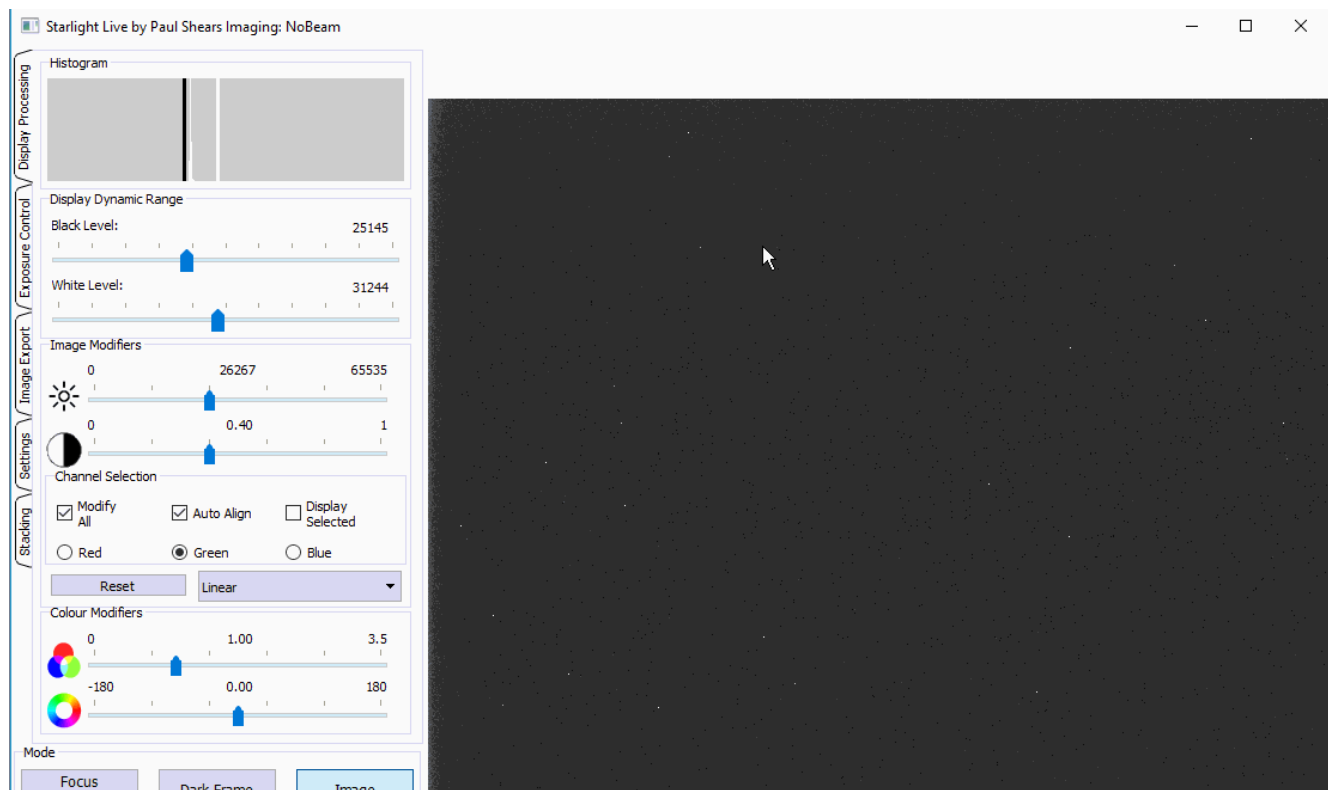 Starlight Live by Paul Shears Imaging: NoBeam
Display Processing
Exposure Control
Image Export
Settings
Stacking
Histogram
Display Dynamic Range
Black Level: 25145
White Level: 31244
Image Modifiers
0 26267 65535
0 0.40 1
Channel Selection
Modify All
Auto Align
Display Selected
Red Green Blue
Reset Linear
Colour Modifiers
0 1.00 3.5
-180 0.00 180
Mode
Focus Dark Frame Image